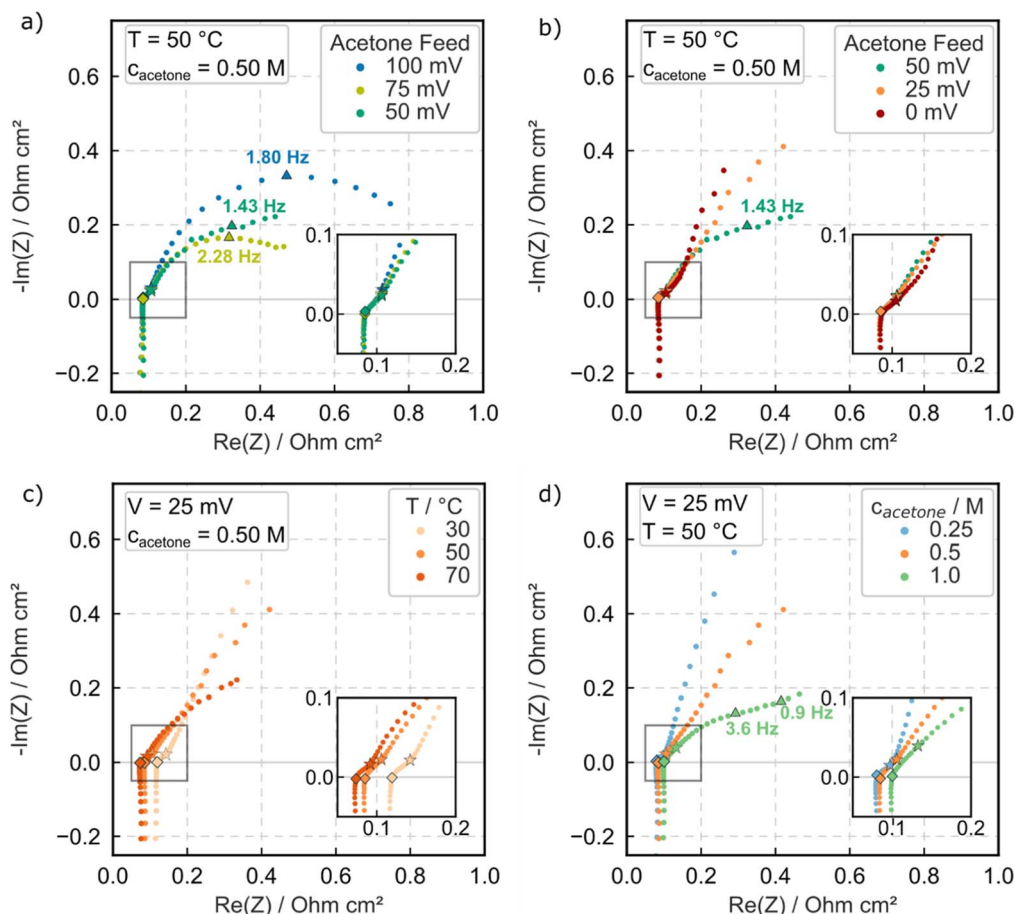 a)
T = 50 °C
c_acetone = 0.50 M
Acetone Feed
100 mV
75 mV
50 mV
1.80 Hz
1.43 Hz
2.28 Hz
0.6
0.4
0.2
0.0
−0.2
-Im(Z) / Ohm cm²
0.1
0.0
0.1 0.2
0.0 0.2 0.4 0.6 0.8 1.0
Re(Z) / Ohm cm²
b)
T = 50 °C
c_acetone = 0.50 M
Acetone Feed
50 mV
25 mV
0 mV
1.43 Hz
0.6
0.4
0.2
0.0
−0.2
-Im(Z) / Ohm cm²
0.1
0.0
0.1 0.2
0.0 0.2 0.4 0.6 0.8 1.0
Re(Z) / Ohm cm²
c)
V = 25 mV
c_acetone = 0.50 M
T / °C
30
50
70
0.6
0.4
0.2
0.0
−0.2
-Im(Z) / Ohm cm²
0.1
0.0
0.1 0.2
0.0 0.2 0.4 0.6 0.8 1.0
Re(Z) / Ohm cm²
d)
V = 25 mV
T = 50 °C
c_acetone / M
0.25
0.5
1.0
3.6 Hz
0.9 Hz
0.6
0.4
0.2
0.0
−0.2
-Im(Z) / Ohm cm²
0.1
0.0
0.1 0.2
0.0 0.2 0.4 0.6 0.8 1.0
Re(Z) / Ohm cm²